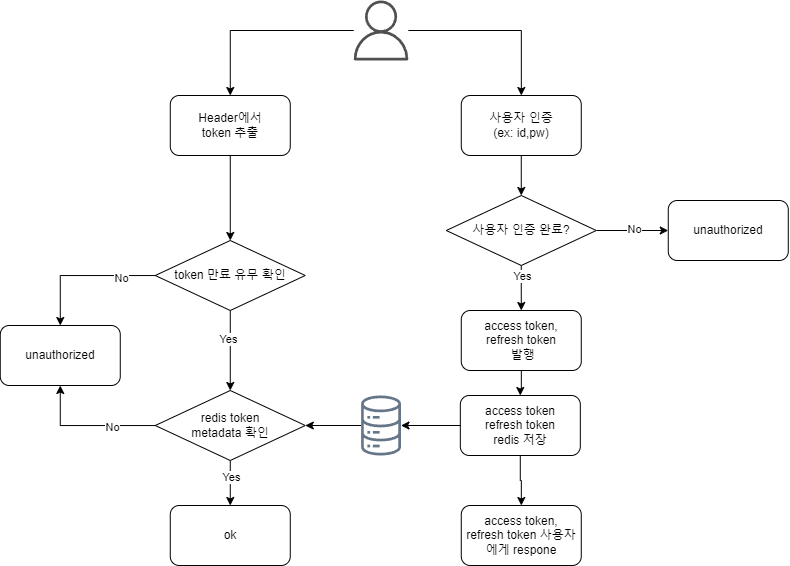 Header에서
token 추출
사용자 인증
(ex: id,pw)
사용자 인증 완료?
No
unauthorized
token 만료 유무 확인
No
Yes
Yes
access token,
refresh token
발행
unauthorized
redis token
metadata 확인
No
access token
refresh token
redis 저장
Yes
ok
access token,
refresh token 사용자
에게 respone